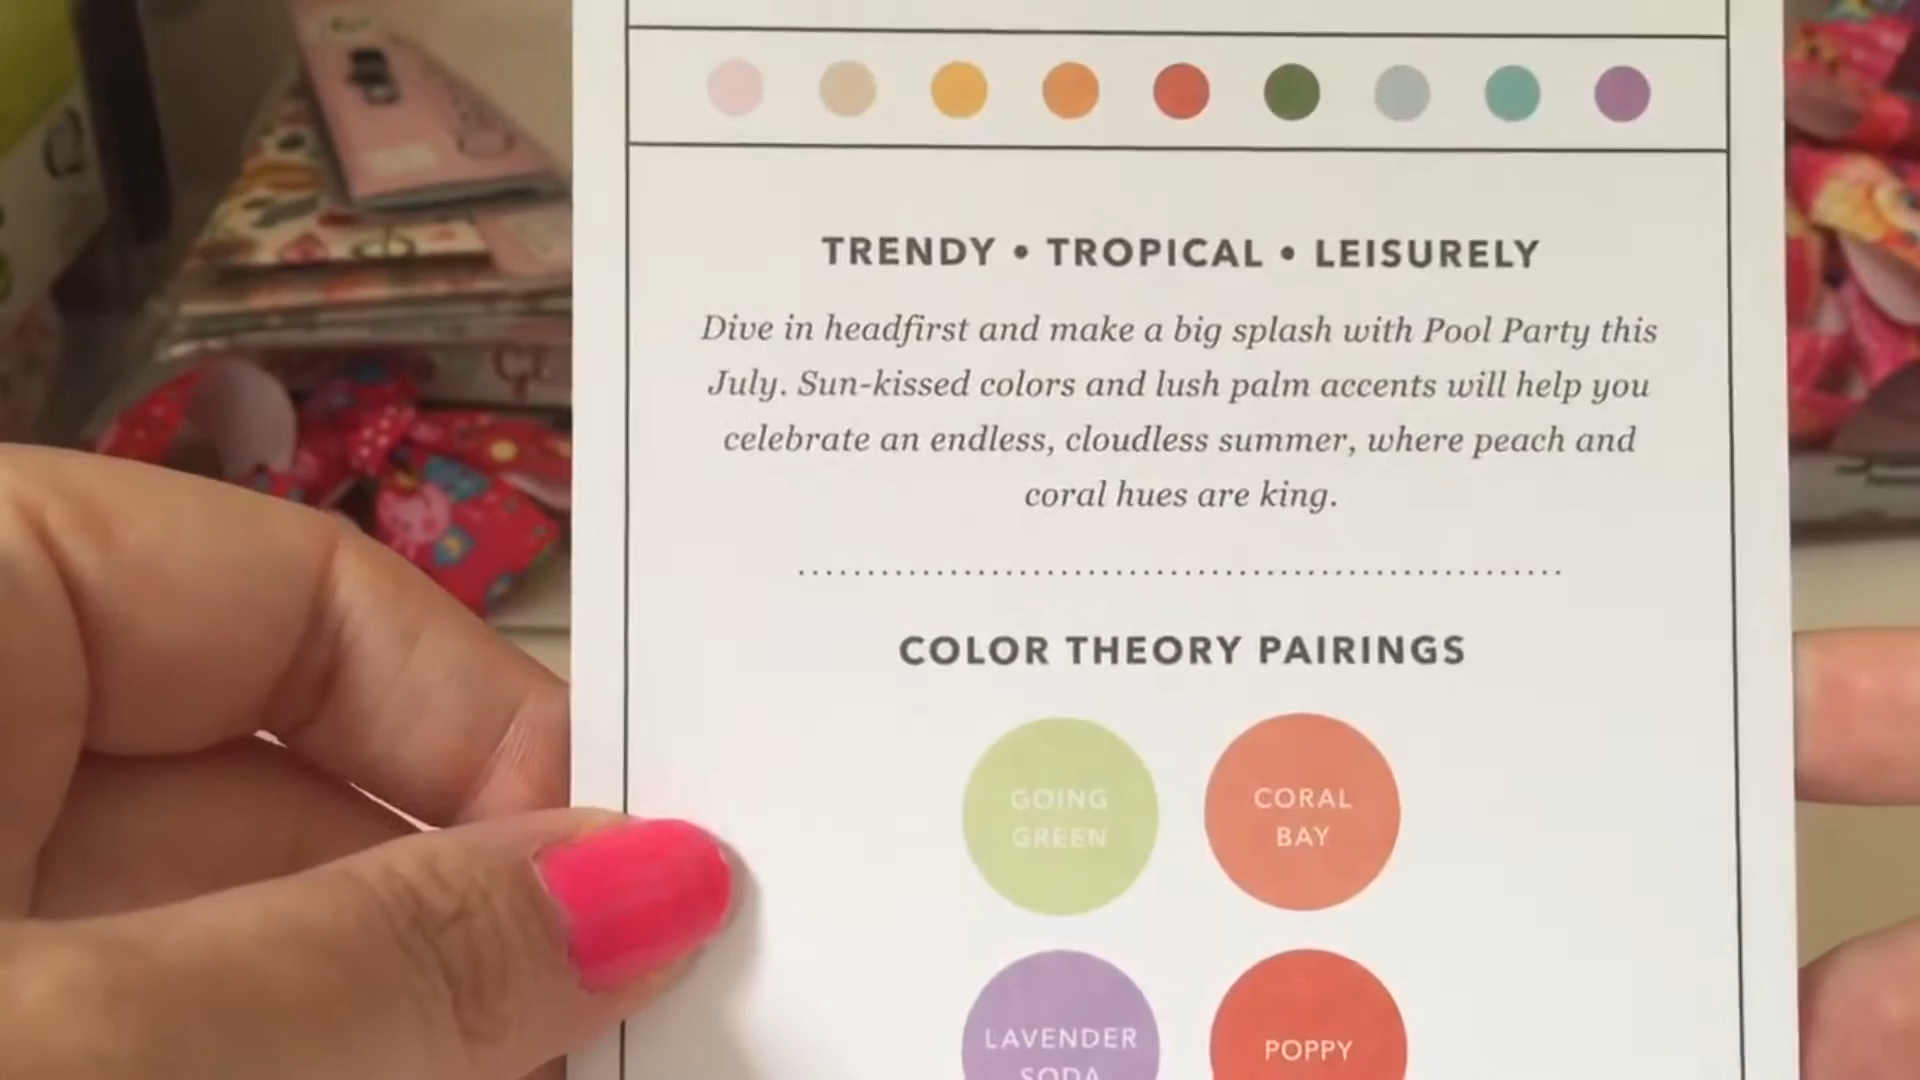 TRENDY • TROPICAL • LEISURELY
Dive in headfirst and make a big splash with Pool Party this
July. Sun-kissed colors and lush palm accents will help you
celebrate an endless, cloudless summer, where peach and
coral hues are king.
COLOR THEORY PAIRINGS
GOING
GREEN
CORAL
BAY
LAVENDER
SODA
POPPY